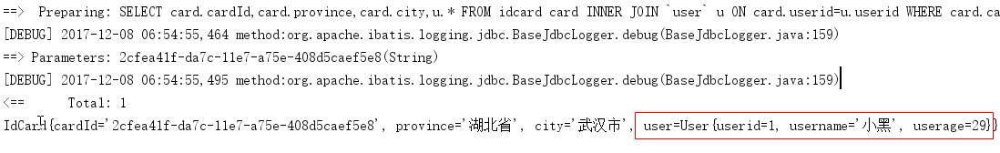 ==>  Preparing: SELECT card.cardId,card.province,card.city,u.* FROM idcard card INNER JOIN `user` u ON card.userid=u.userid WHERE card.ca
[DEBUG] 2017-12-08 06:54:55,464 method:org.apache.ibatis.logging.jdbc.BaseJdbcLogger.debug(BaseJdbcLogger.java:159)
==> Parameters: 2cfea41f-da7c-11e7-a75e-408d5caef5e8(String)
[DEBUG] 2017-12-08 06:54:55,495 method:org.apache.ibatis.logging.jdbc.BaseJdbcLogger.debug(BaseJdbcLogger.java:159)
<==      Total: 1
IdCard{cardId='2cfea41f-da7c-11e7-a75e-408d5caef5e8', province='湖北省', city='武汉市', user=User{userid=1, username='小黑', userage=29}}